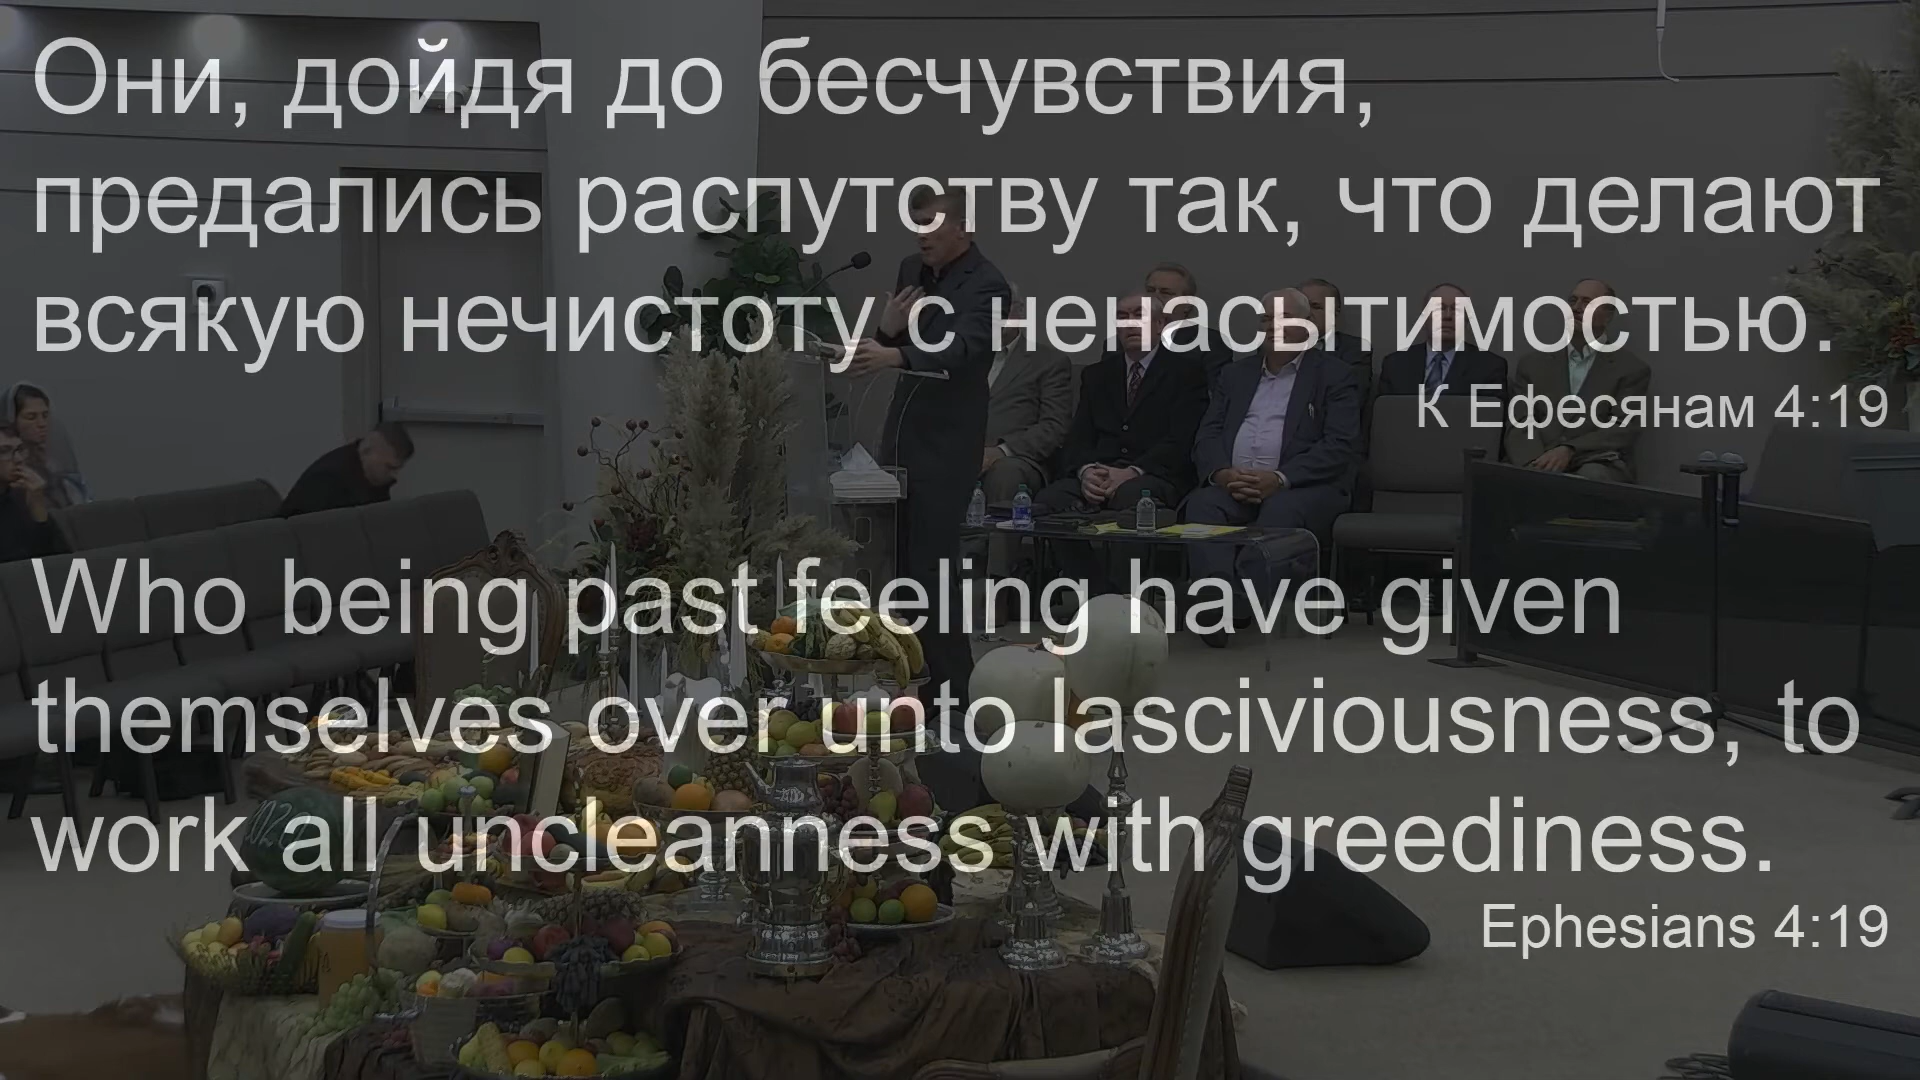 Они, дойдя до бесчувствия,
предались распутству так, что делают
всякую нечистоту с ненасытимостью.
К Ефесянам 4:19
Who being past feeling have given
themselves over unto lasciviousness, to
work all uncleanness with greediness.
Ephesians 4:19